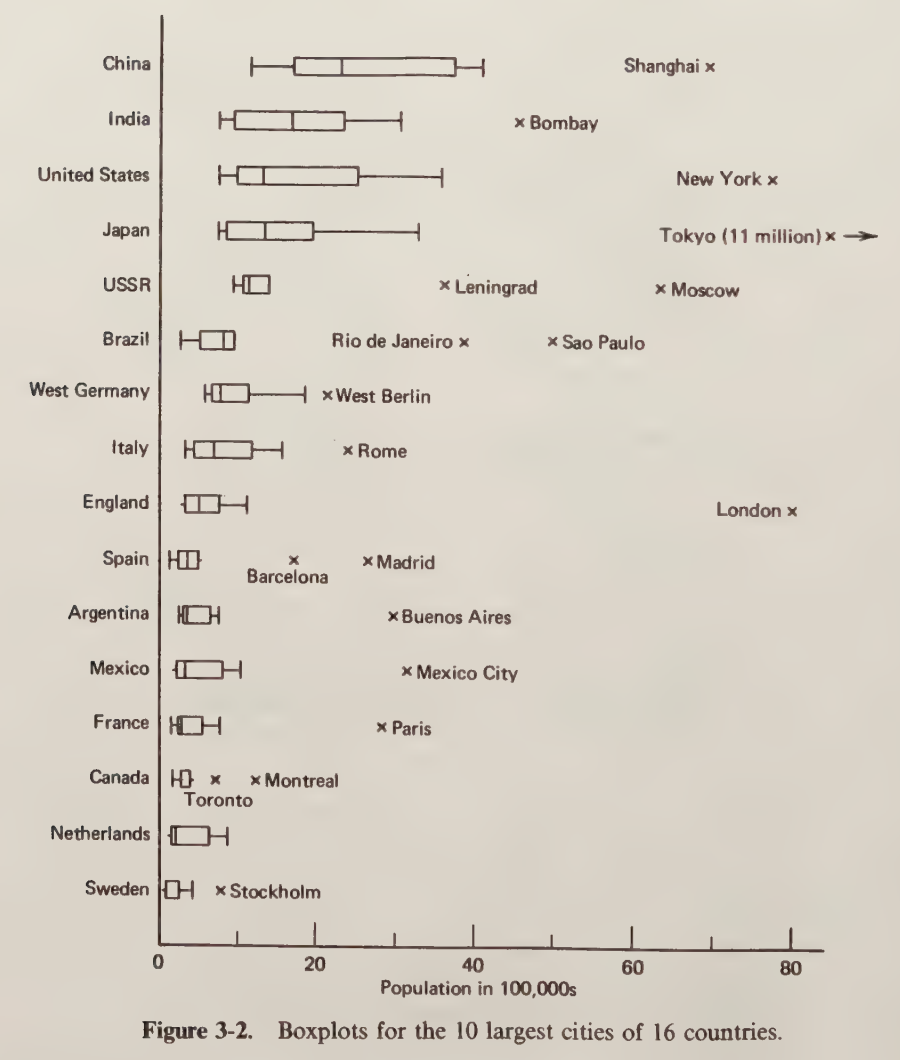 China
Shanghai ×
India
× Bombay
United States
New York ×
Japan
Tokyo (11 million) ×
USSR
× Leningrad
× Moscow
Brazil
Rio de Janeiro ×
× Sao Paulo
West Germany
× West Berlin
Italy
× Rome
England
London ×
Spain
×
Barcelona
× Madrid
Argentina
× Buenos Aires
Mexico
× Mexico City
France
× Paris
Canada
×
Toronto
× Montreal
Netherlands
Sweden
× Stockholm
0 20 40 60 80
Population in 100,000s
Figure 3-2. Boxplots for the 10 largest cities of 16 countries.